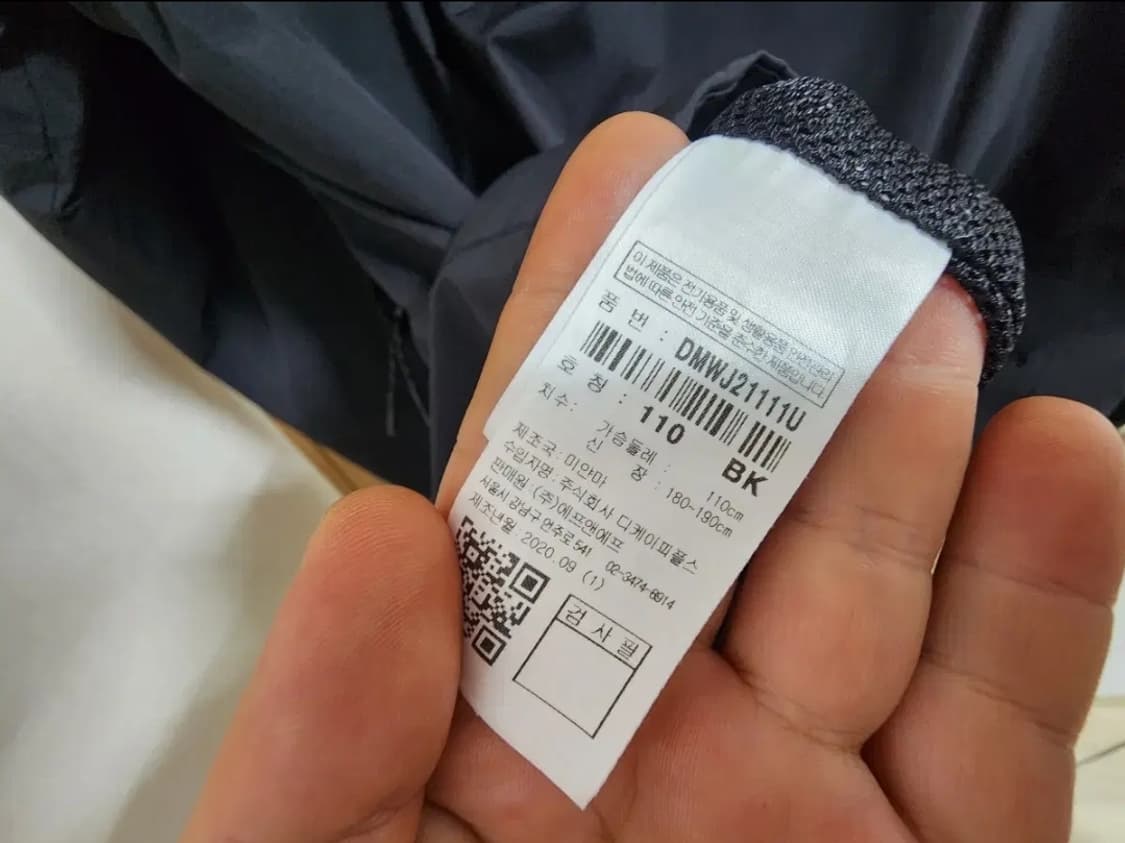 이 제품은 전기용품 및 생활용품 안전관리
법에 따른 안전 기준을 준수한 제품입니다.
품 번 : DMWJ21111U
호 칭 : 110 BK
치수 : 가슴둘레 : 110cm
신 장 : 180~190cm
제조국 : 미얀마
수입자명 : 주식회사 디케이피플스
판매원 : (주)에프앤에프
서울시 강남구 언주로 541 02-3474-6914
제조년월 : 2020.09 (1)
검 사 필